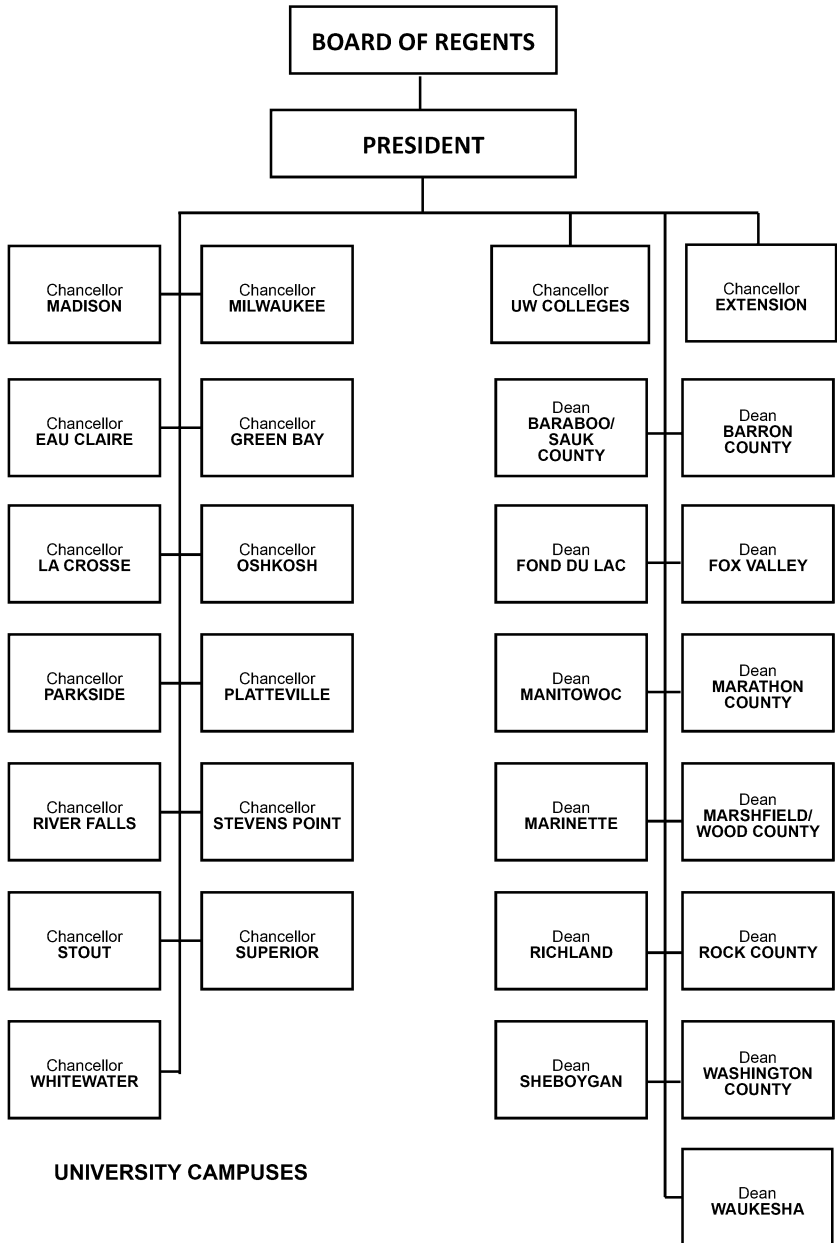 BOARD OF REGENTS
PRESIDENT
Chancellor
MADISON
Chancellor
MILWAUKEE
Chancellor
UW COLLEGES
Chancellor
EXTENSION
Chancellor
EAU CLAIRE
Chancellor
GREEN BAY
Dean
BARABOO/
SAUK
COUNTY
Dean
BARRON
COUNTY
Chancellor
LA CROSSE
Chancellor
OSHKOSH
Dean
FOND DU LAC
Dean
FOX VALLEY
Chancellor
PARKSIDE
Chancellor
PLATTEVILLE
Dean
MANITOWOC
Dean
MARATHON
COUNTY
Chancellor
RIVER FALLS
Chancellor
STEVENS POINT
Dean
MARINETTE
Dean
MARSHFIELD/
WOOD COUNTY
Chancellor
STOUT
Chancellor
SUPERIOR
Dean
RICHLAND
Dean
ROCK COUNTY
Chancellor
WHITEWATER
Dean
SHEBOYGAN
Dean
WASHINGTON
COUNTY
UNIVERSITY CAMPUSES
Dean
WAUKESHA